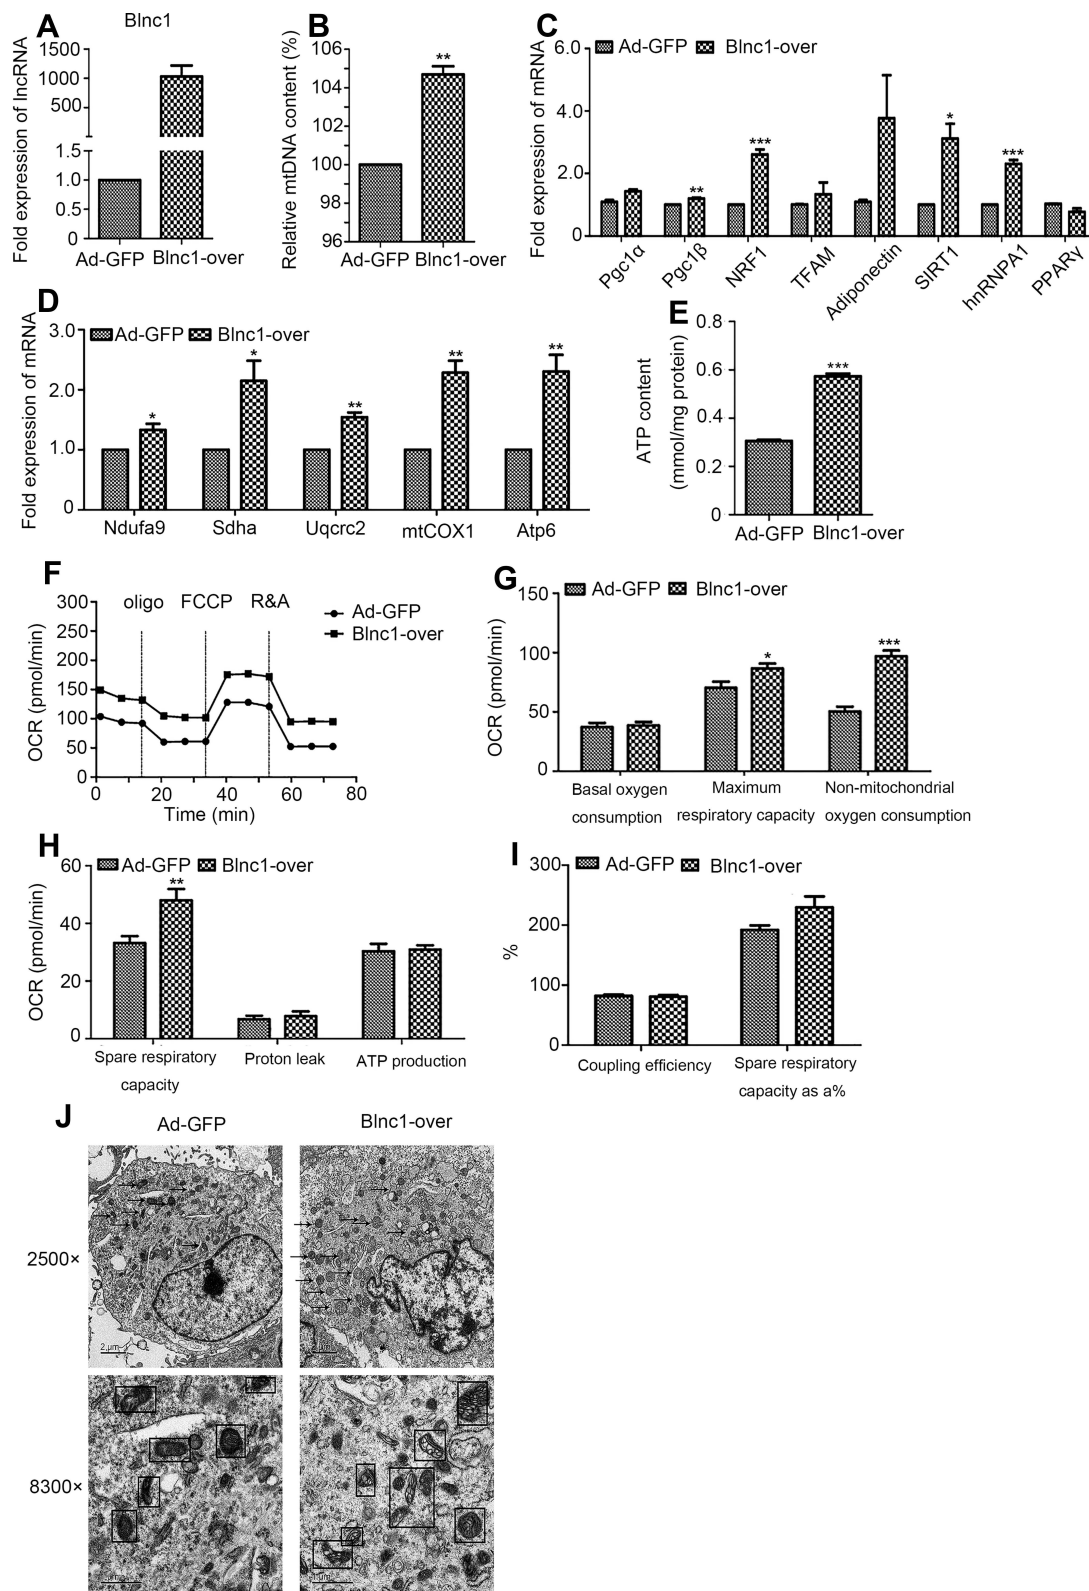 A
Blnc1
Fold expression of lncRNA
1500
1000
500
1.5
1.0
0.5
0
Ad-GFP
Blnc1-over
B
Relative mtDNA content (%)
106
104
102
100
98
96
**
Ad-GFP
Blnc1-over
C
Fold expression of mRNA
Ad-GFP
Blnc1-over
6.0
4.0
2.0
0
**
***
*
***
Pgc1α
Pgc1β
NRF1
TFAM
Adiponectin
SIRT1
hnRNPA1
PPARγ
D
Fold expression of mRNA
Ad-GFP
Blnc1-over
3.0
2.0
1.0
0
*
*
**
**
**
Ndufa9
Sdha
Uqcrc2
mtCOX1
Atp6
E
ATP content
(mmol/mg protein)
0.8
0.6
0.4
0.2
0
***
Ad-GFP
Blnc1-over
F
OCR (pmol/min)
300
250
200
150
100
50
0
oligo
FCCP
R&A
Ad-GFP
Blnc1-over
0
20
40
60
80
Time (min)
G
OCR (pmol/min)
Ad-GFP
Blnc1-over
150
100
50
0
*
***
Basal oxygen
consumption
Maximum
respiratory capacity
Non-mitochondrial
oxygen consumption
H
OCR (pmol/min)
Ad-GFP
Blnc1-over
60
40
20
0
**
Spare respiratory
capacity
Proton leak
ATP production
I
%
Ad-GFP
Blnc1-over
300
200
100
0
Coupling efficiency
Spare respiratory
capacity as a%
J
Ad-GFP
Blnc1-over
2500×
2 μm
8300×